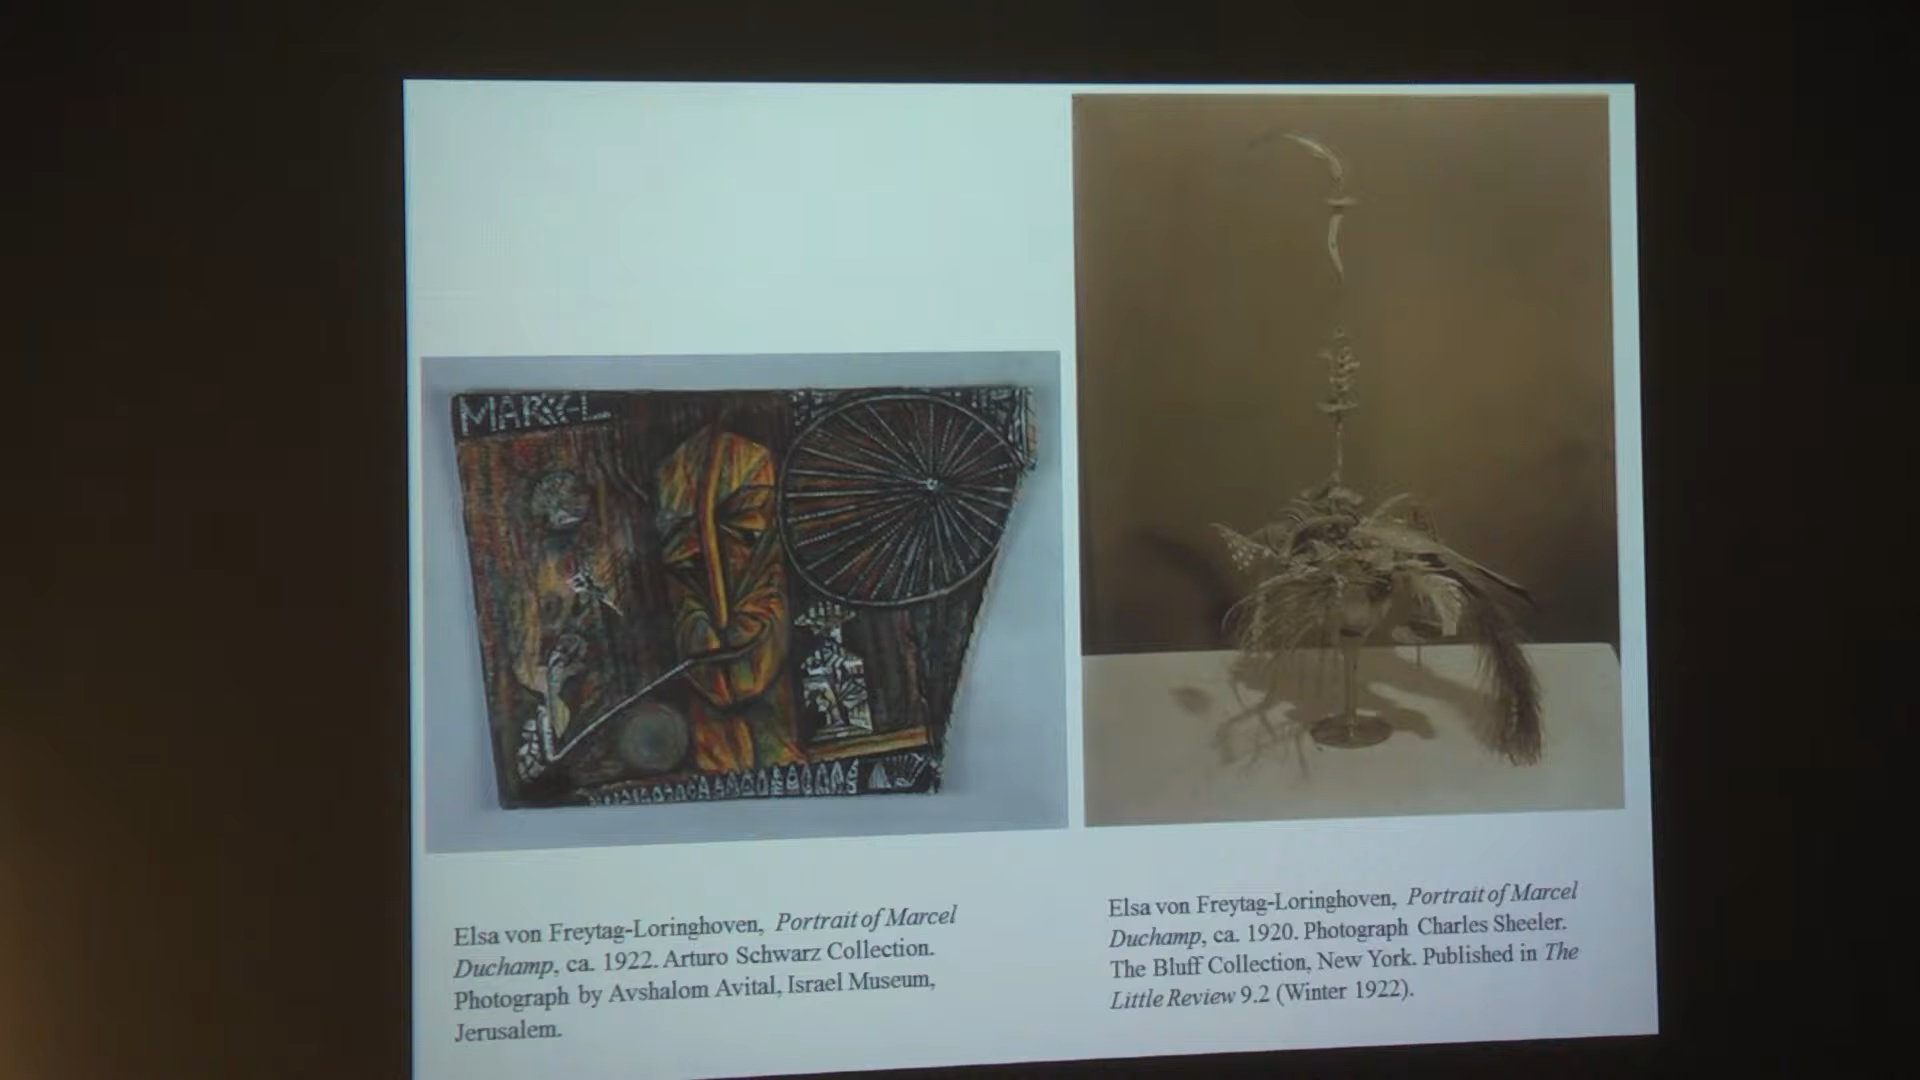 MARCEL
Elsa von Freytag-Loringhoven, Portrait of Marcel
Duchamp, ca. 1922. Arturo Schwarz Collection.
Photograph by Avshalom Avital, Israel Museum,
Jerusalem.
Elsa von Freytag-Loringhoven, Portrait of Marcel
Duchamp, ca. 1920. Photograph Charles Sheeler.
The Bluff Collection, New York. Published in The
Little Review 9.2 (Winter 1922).